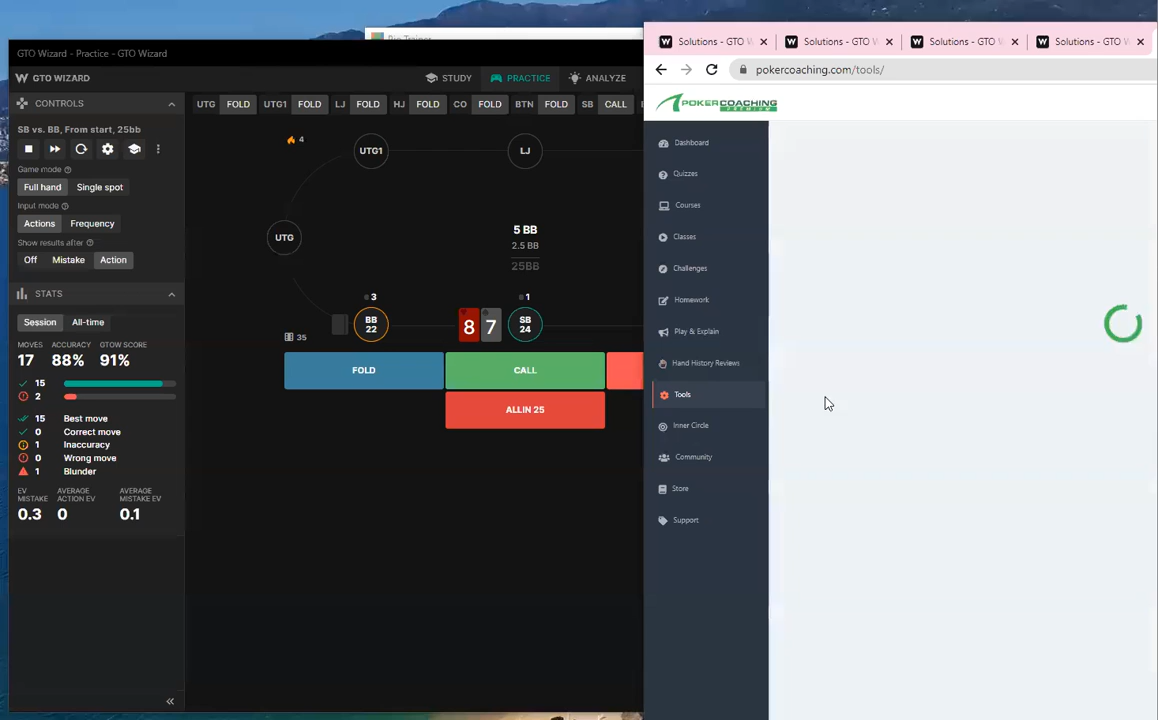 Pro Trainer
GTO Wizard - Practice - GTO Wizard
GTO WIZARD
STUDY
PRACTICE
ANALYZE
CONTROLS
UTG FOLD UTG1 FOLD LJ FOLD HJ FOLD CO FOLD BTN FOLD SB CALL
SB vs. BB, From start, 25bb
Game mode
Full hand Single spot
Input mode
Actions Frequency
Show results after
Off Mistake Action
STATS
Session All-time
MOVES ACCURACY GTOW SCORE
17 88% 91%
15
2
15 Best move
0 Correct move
1 Inaccuracy
0 Wrong move
1 Blunder
EV MISTAKE
AVERAGE ACTION EV
AVERAGE MISTAKE EV
0.3 0 0.1
4
UTG1
LJ
UTG
5 BB
2.5 BB
25BB
3
1
BB
22
8 7
SB
24
35
FOLD
CALL
ALLIN 25
Solutions - GTO W
Solutions - GTO W
Solutions - GTO W
Solutions - GTO W
pokercoaching.com/tools/
POKERCOACHING
PREMIUM
Dashboard
Quizzes
Courses
Classes
Challenges
Homework
Play & Explain
Hand History Reviews
Tools
Inner Circle
Community
Store
Support